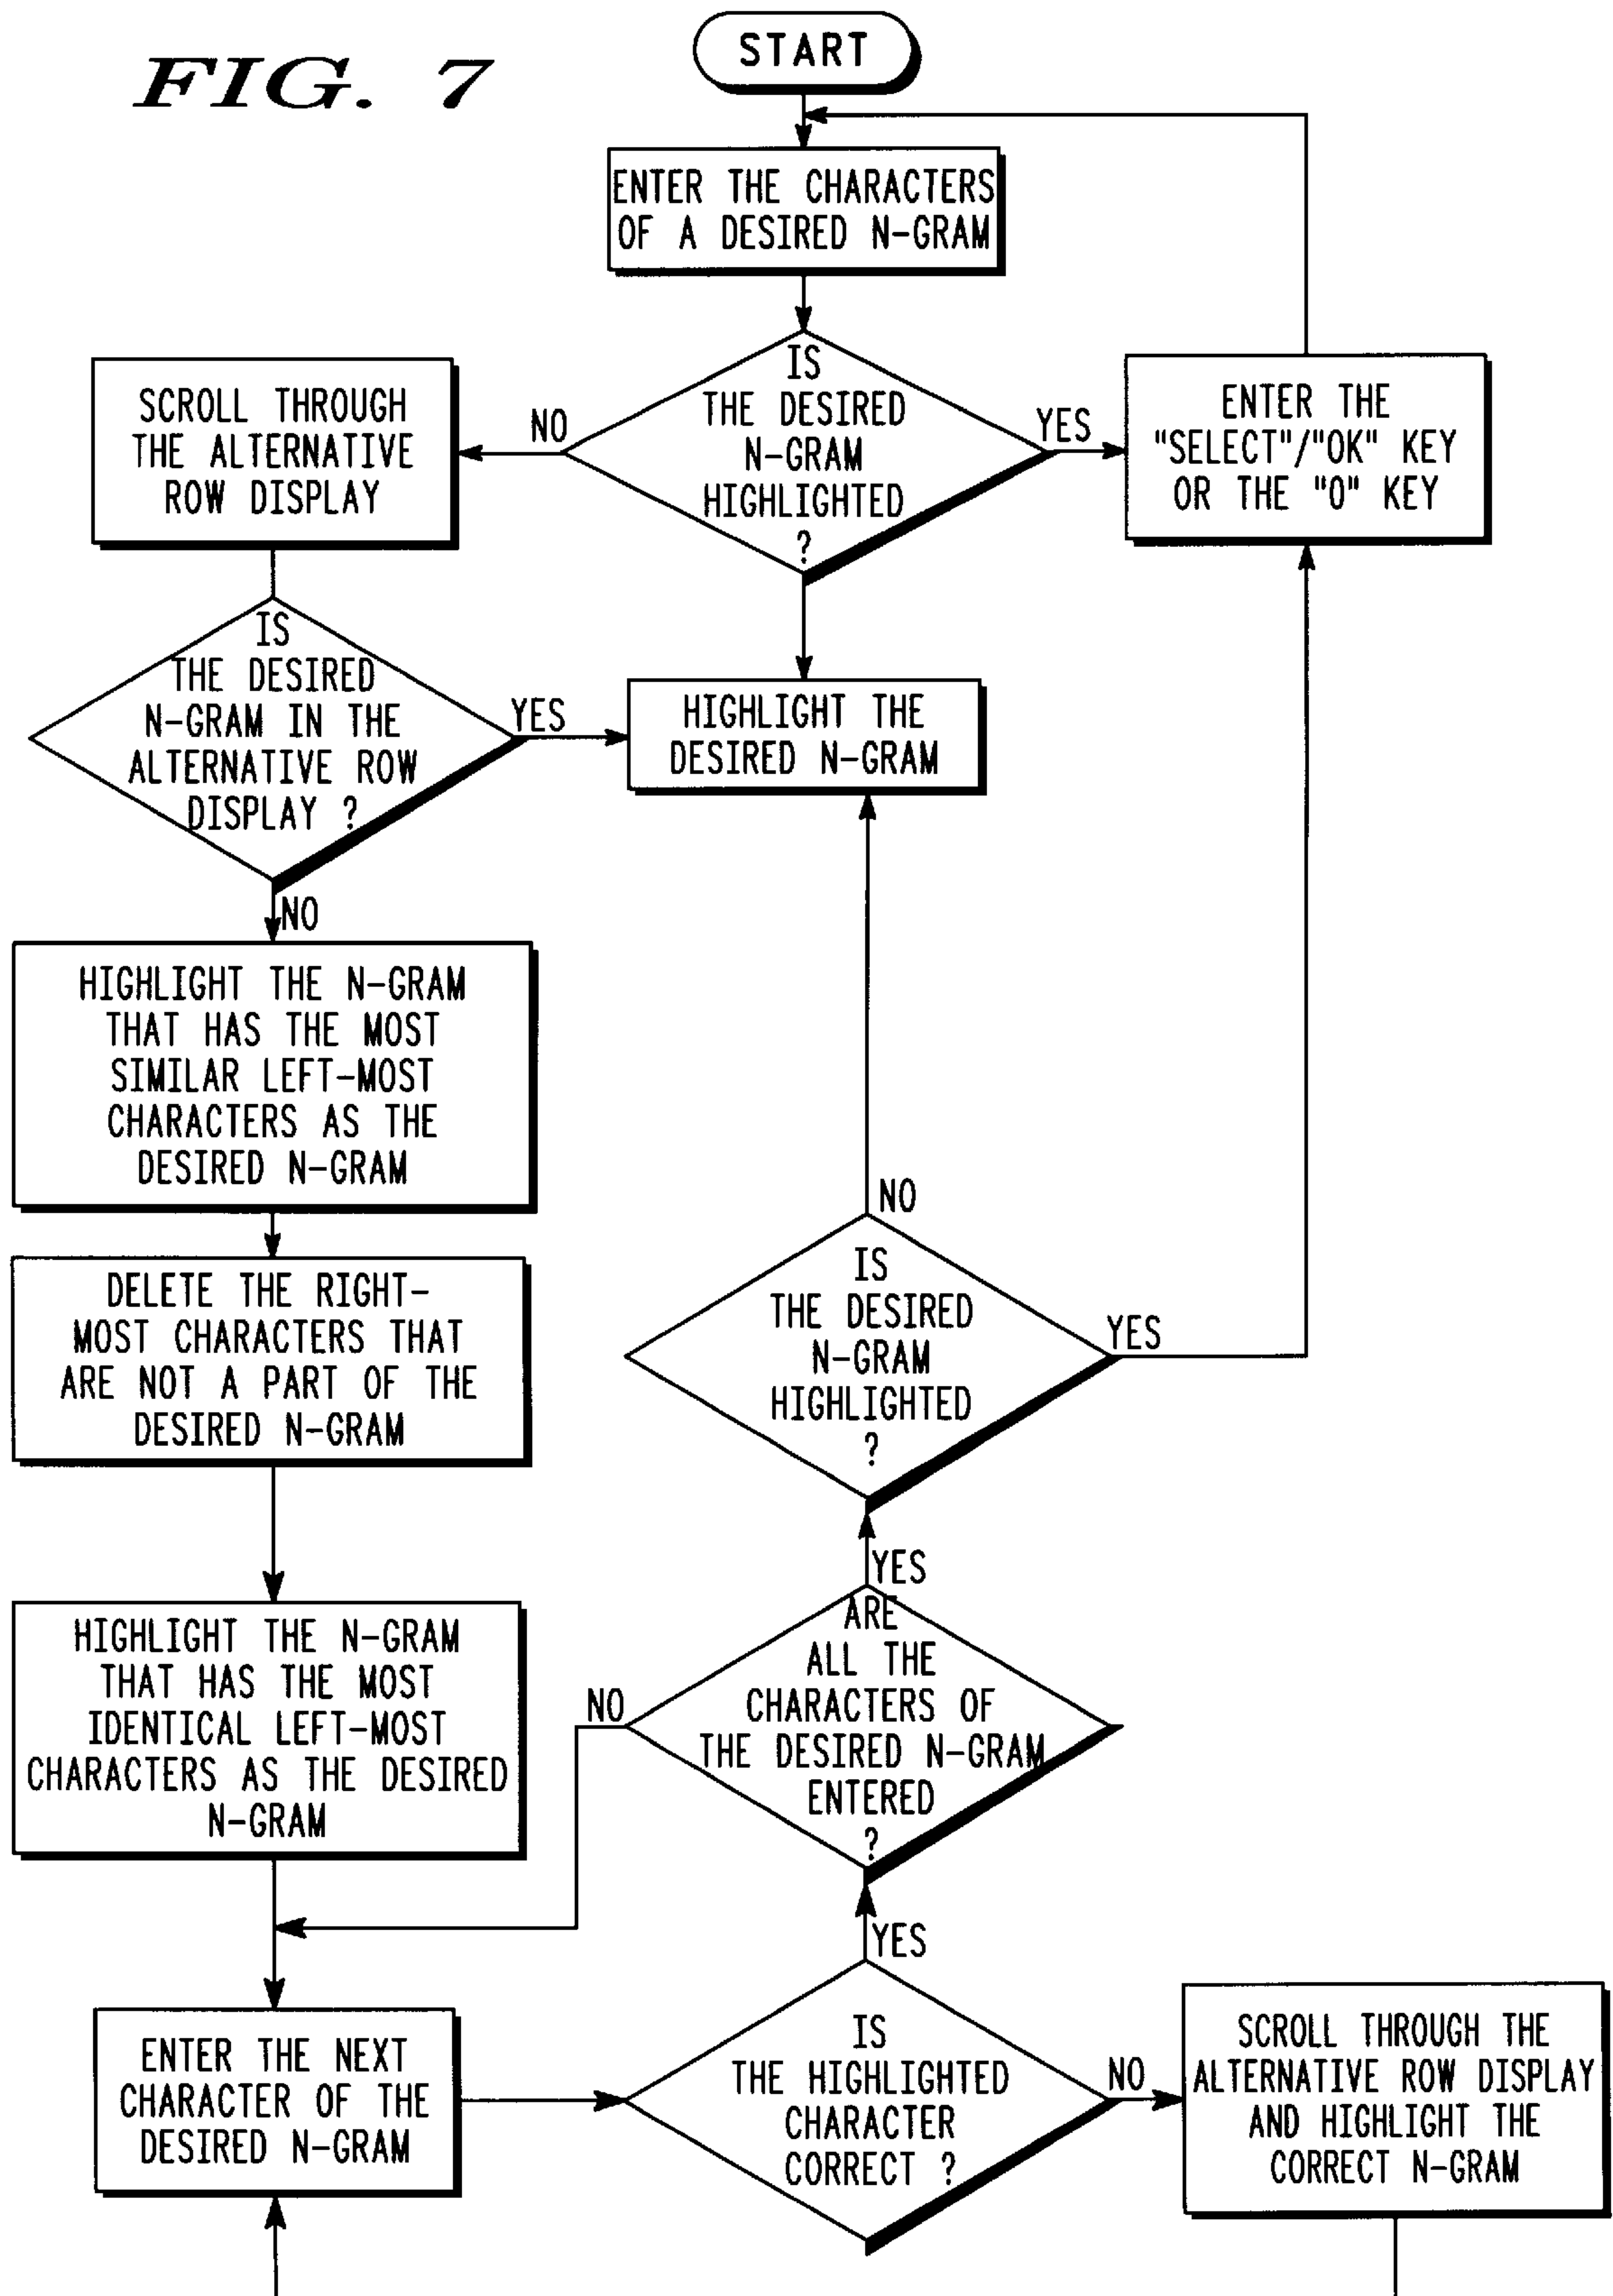 FIG. 7
START
ENTER THE CHARACTERS
OF A DESIRED N-GRAM
IS
THE DESIRED
N-GRAM
HIGHLIGHTED
?
NO
YES
SCROLL THROUGH
THE ALTERNATIVE
ROW DISPLAY
ENTER THE
"SELECT"/"OK" KEY
OR THE "0" KEY
IS
THE DESIRED
N-GRAM IN THE
ALTERNATIVE ROW
DISPLAY ?
YES
NO
HIGHLIGHT THE
DESIRED N-GRAM
HIGHLIGHT THE N-GRAM
THAT HAS THE MOST
SIMILAR LEFT-MOST
CHARACTERS AS THE
DESIRED N-GRAM
DELETE THE RIGHT-
MOST CHARACTERS THAT
ARE NOT A PART OF THE
DESIRED N-GRAM
NO
IS
THE DESIRED
N-GRAM
HIGHLIGHTED
?
YES
HIGHLIGHT THE N-GRAM
THAT HAS THE MOST
IDENTICAL LEFT-MOST
CHARACTERS AS THE DESIRED
N-GRAM
YES
ARE
ALL THE
CHARACTERS OF
THE DESIRED N-GRAM
ENTERED
?
NO
ENTER THE NEXT
CHARACTER OF THE
DESIRED N-GRAM
YES
IS
THE HIGHLIGHTED
CHARACTER
CORRECT ?
NO
SCROLL THROUGH THE
ALTERNATIVE ROW DISPLAY
AND HIGHLIGHT THE
CORRECT N-GRAM